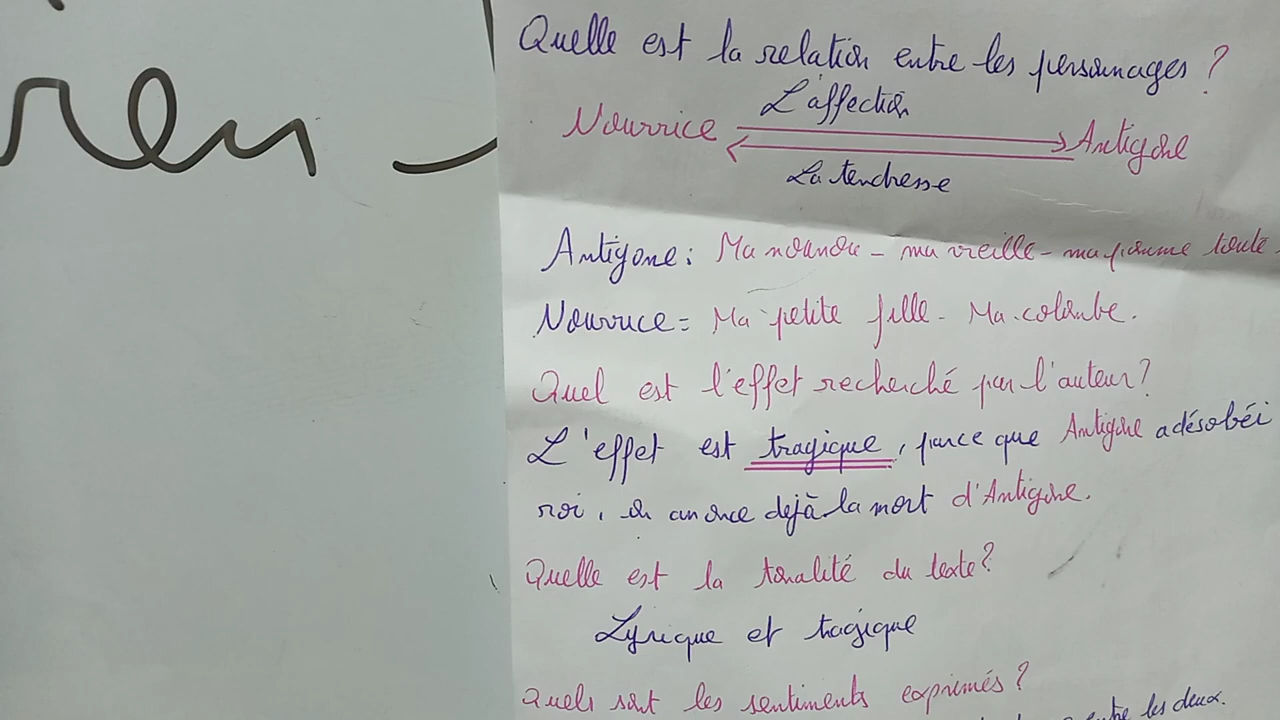 rien
Quelle est la relation entre les personnages ?
L'affection
Nourrice Antigone
La tendresse
Antigone : Ma nounou - ma vieille - ma pomme toute
Nourrice = Ma petite fille - Ma colombe.
Quel est l'effet recherché par l'auteur ?
L'effet est tragique, parce que Antigone a désobéi
roi, on anonce dejà la mort d'Antigone.
Quelle est la tonalité du texte ?
Lyrique et tragique
Quels sont les sentiments exprimés ?
entre les deux.